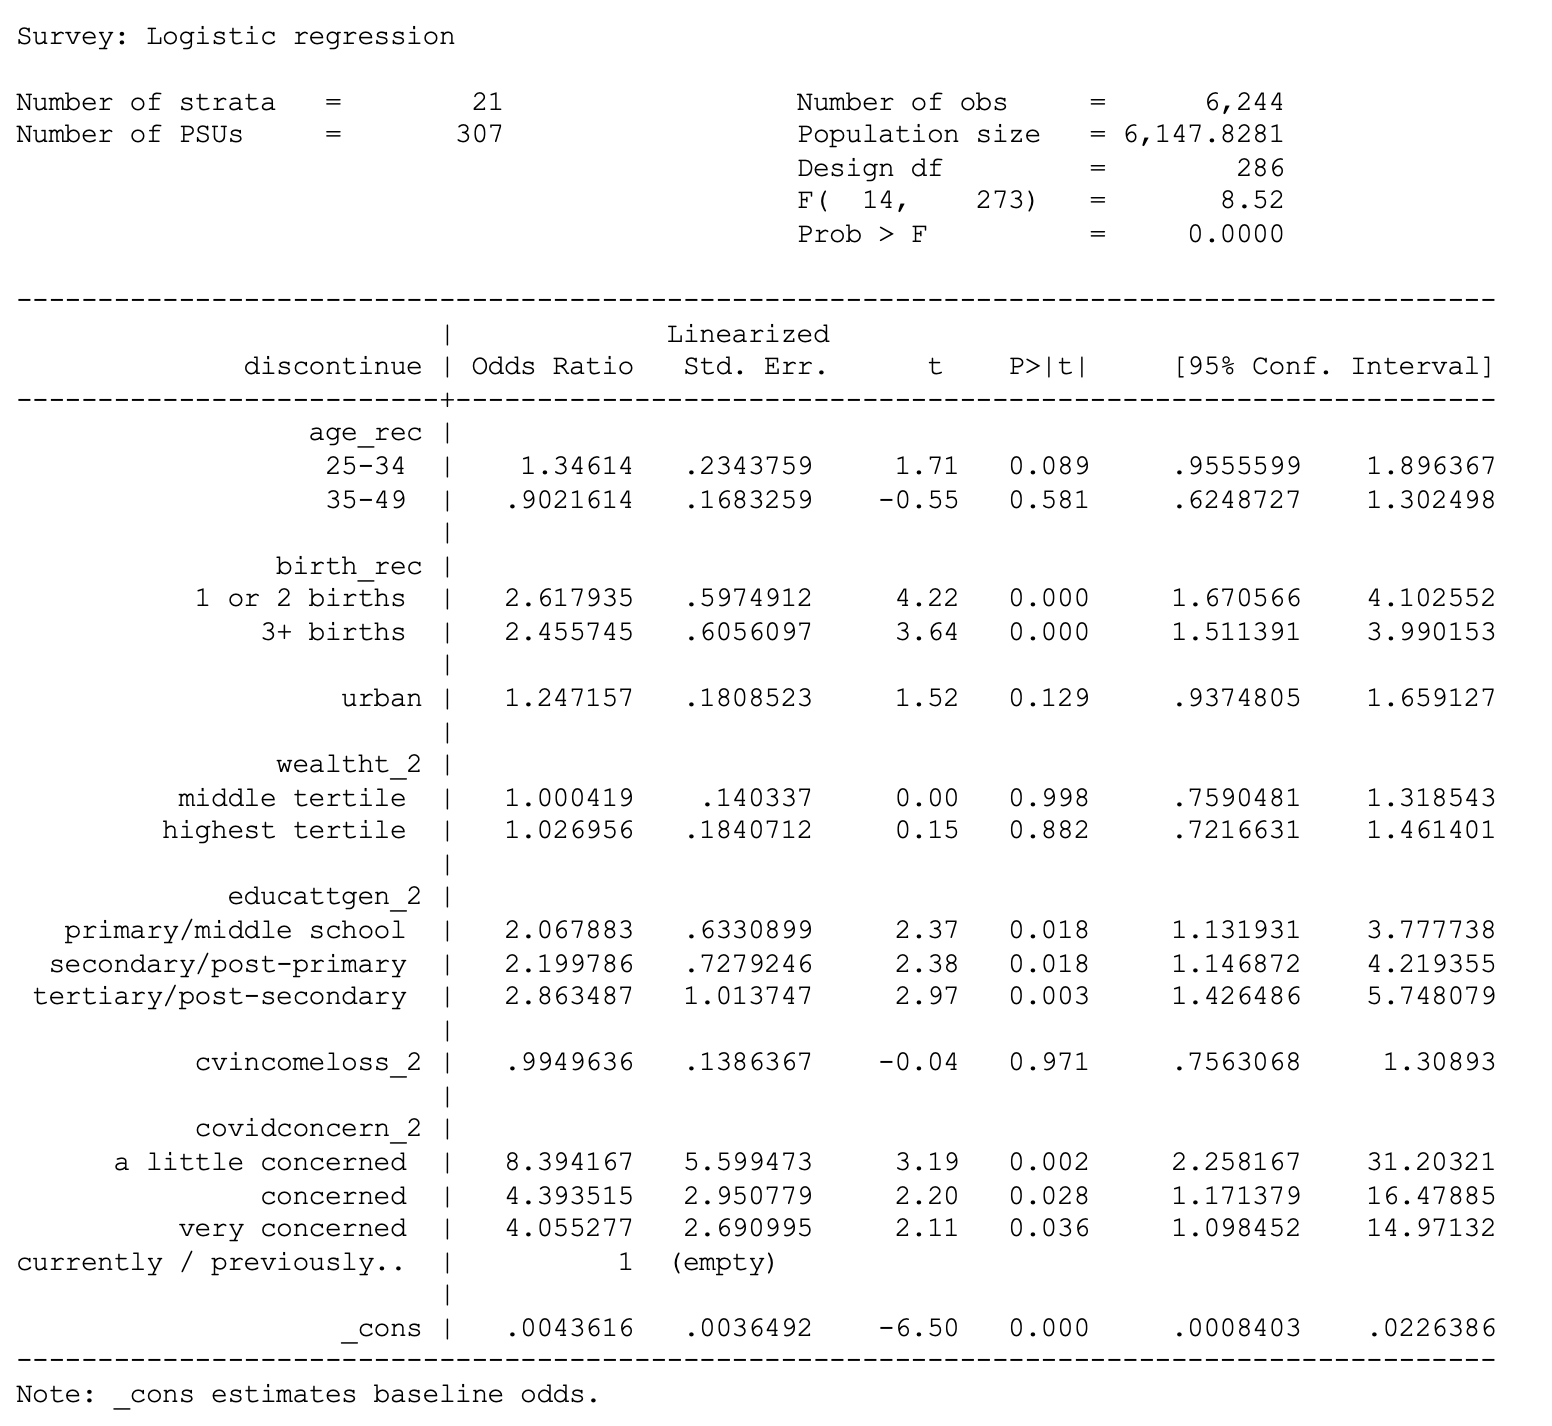 Survey: Logistic regression
Number of strata   =        21                  Number of obs     =      6,244
Number of PSUs     =       307                  Population size   = 6,147.8281
                                                Design df         =        286
                                                F(  14,    273)   =       8.52
                                                Prob > F          =     0.0000
-------------------------------------------------------------------------------------------
                          |             Linearized
              discontinue | Odds Ratio   Std. Err.      t    P>|t|     [95% Conf. Interval]
--------------------------+----------------------------------------------------------------
                  age_rec |
                   25-34  |    1.34614   .2343759     1.71   0.089     .9555599    1.896367
                   35-49  |   .9021614   .1683259    -0.55   0.581     .6248727    1.302498
                          |
                birth_rec |
           1 or 2 births  |   2.617935   .5974912     4.22   0.000     1.670566    4.102552
               3+ births  |   2.455745   .6056097     3.64   0.000     1.511391    3.990153
                          |
                    urban |   1.247157   .1808523     1.52   0.129     .9374805    1.659127
                          |
                wealtht_2 |
          middle tertile  |   1.000419    .140337     0.00   0.998     .7590481    1.318543
         highest tertile  |   1.026956   .1840712     0.15   0.882     .7216631    1.461401
                          |
             educattgen_2 |
   primary/middle school  |   2.067883   .6330899     2.37   0.018     1.131931    3.777738
  secondary/post-primary  |   2.199786   .7279246     2.38   0.018     1.146872    4.219355
 tertiary/post-secondary  |   2.863487   1.013747     2.97   0.003     1.426486    5.748079
                          |
           cvincomeloss_2 |   .9949636   .1386367    -0.04   0.971     .7563068     1.30893
                          |
           covidconcern_2 |
      a little concerned  |   8.394167   5.599473     3.19   0.002     2.258167    31.20321
               concerned  |   4.393515   2.950779     2.20   0.028     1.171379    16.47885
          very concerned  |   4.055277   2.690995     2.11   0.036     1.098452    14.97132
currently / previously..  |          1  (empty)
                          |
                    _cons |   .0043616   .0036492    -6.50   0.000     .0008403    .0226386
-------------------------------------------------------------------------------------------
Note: _cons estimates baseline odds.